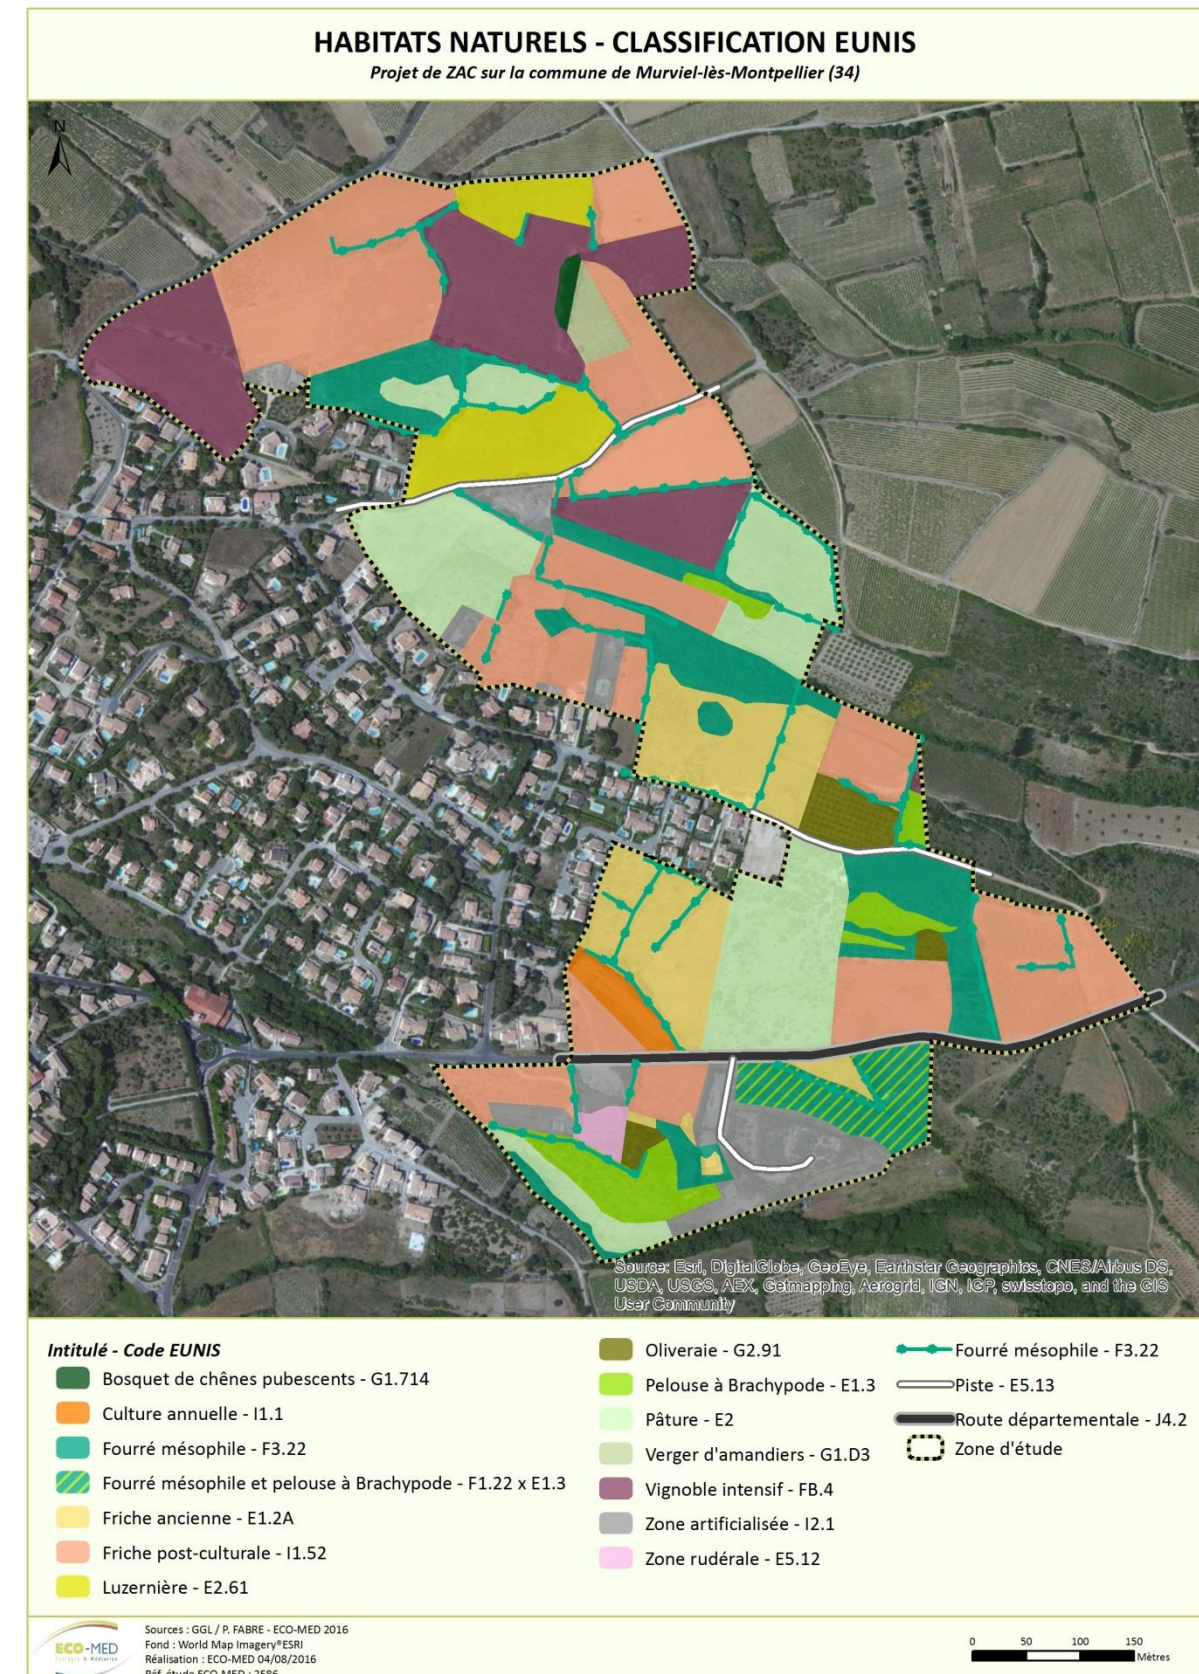 HABITATS NATURELS - CLASSIFICATION EUNIS
Projet de ZAC sur la commune de Murviel-lès-Montpellier (34)
N
Source: Esri, DigitalGlobe, GeoEye, Earthstar Geographics, CNES/Airbus DS,
USDA, USGS, AEX, Getmapping, Aerogrid, IGN, IGP, swisstopo, and the GIS
User Community
Intitulé - Code EUNIS
Bosquet de chênes pubescents - G1.714
Culture annuelle - I1.1
Fourré mésophile - F3.22
Fourré mésophile et pelouse à Brachypode - F1.22 x E1.3
Friche ancienne - E1.2A
Friche post-culturale - I1.52
Luzernière - E2.61
Oliveraie - G2.91
Pelouse à Brachypode - E1.3
Pâture - E2
Verger d'amandiers - G1.D3
Vignoble intensif - FB.4
Zone artificialisée - I2.1
Zone rudérale - E5.12
Fourré mésophile - F3.22
Piste - E5.13
Route départementale - J4.2
Zone d'étude
ECO-MED
Ecologie & Médiation
Sources : GGL / P. FABRE - ECO-MED 2016
Fond : World Map Imagery®ESRI
Réalisation : ECO-MED 04/08/2016
Réf. étude ECO-MED : 2586
0 50 100 150
Mètres